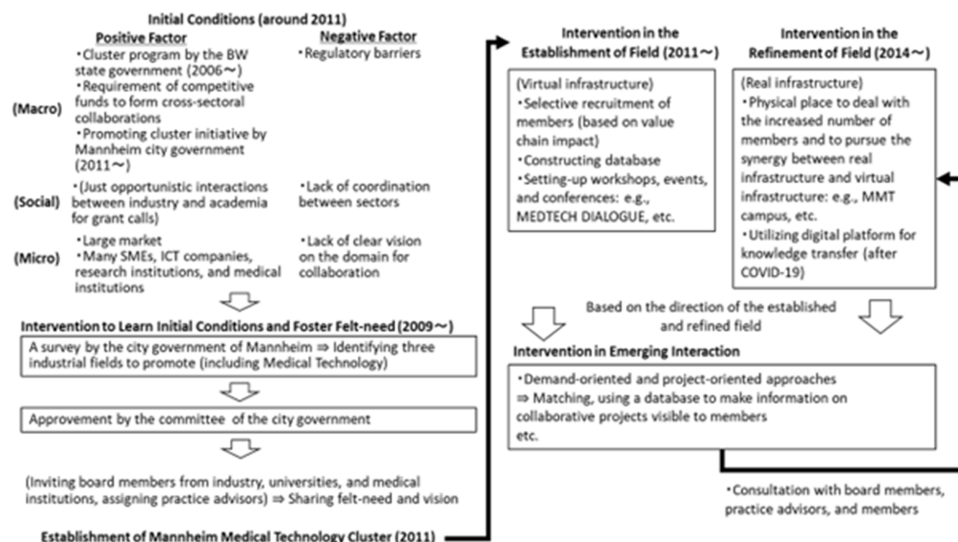 Initial Conditions (around 2011)
Positive Factor
Negative Factor
(Macro)
・Cluster program by the BW
state government (2006～)
・Requirement of competitive
funds to form cross-sectoral
collaborations
・Promoting cluster initiative by
Mannheim city government
(2011～)
・Regulatory barriers
(Social)
・(Just opportunistic interactions
between industry and academia
for grant calls)
・Lack of coordination
between sectors
(Micro)
・Large market
・Many SMEs, ICT companies,
research institutions, and medical
institutions
・Lack of clear vision
on the domain for
collaboration
Intervention to Learn Initial Conditions and Foster Felt-need (2009～)
A survey by the city government of Mannheim ⇒ Identifying three
industrial fields to promote (including Medical Technology)
Approvement by the committee of the city government
(Inviting board members from industry, universities, and medical
institutions, assigning practice advisors) ⇒ Sharing felt-need and vision
Establishment of Mannheim Medical Technology Cluster (2011)
Intervention in the
Establishment of Field (2011～)
(Virtual infrastructure)
・Selective recruitment of
members (based on value
chain impact)
・Constructing database
・Setting-up workshops, events,
and conferences: e.g.,
MEDTECH DIALOGUE, etc.
Intervention in the
Refinement of Field (2014～)
(Real infrastructure)
・Physical place to deal with
the increased number of
members and to pursue the
synergy between real
infrastructure and virtual
infrastructure: e.g., MMT
campus, etc.
・Utilizing digital platform for
knowledge transfer (after
COVID-19)
Based on the direction of the established
and refined field
Intervention in Emerging Interaction
・Demand-oriented and project-oriented approaches
⇒ Matching, using a database to make information on
collaborative projects visible to members
etc.
・Consultation with board members,
practice advisors, and members